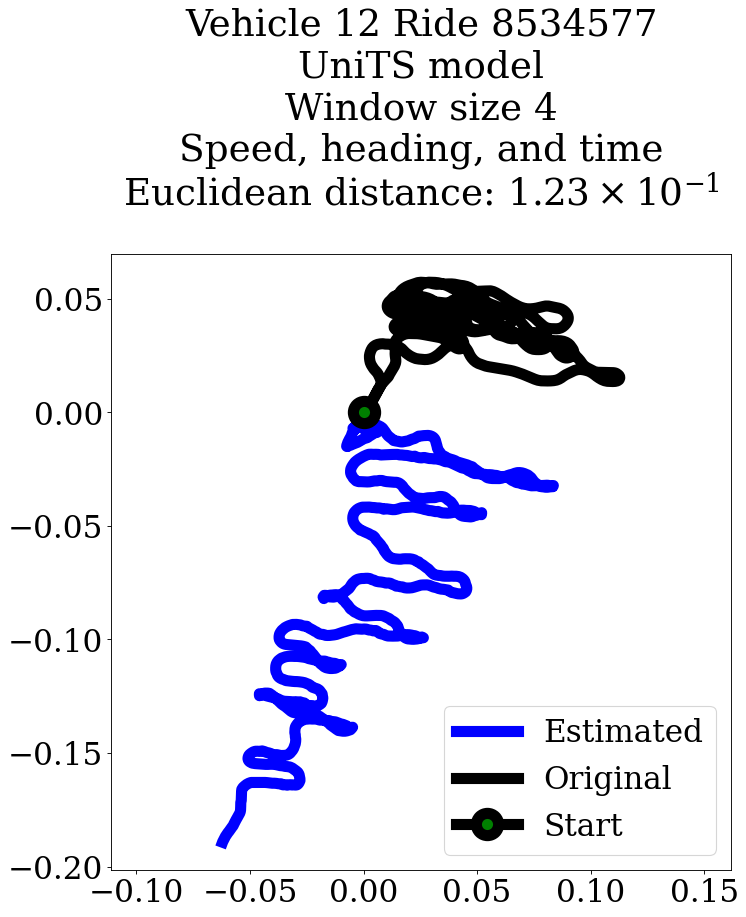 Vehicle 12 Ride 8534577
UniTS model
Window size 4
Speed, heading, and time
Euclidean distance: 1.23 × 10⁻¹
0.05
0.00
−0.05
−0.10
−0.15
−0.20
Estimated
Original
Start
−0.10 −0.05 0.00 0.05 0.10 0.15